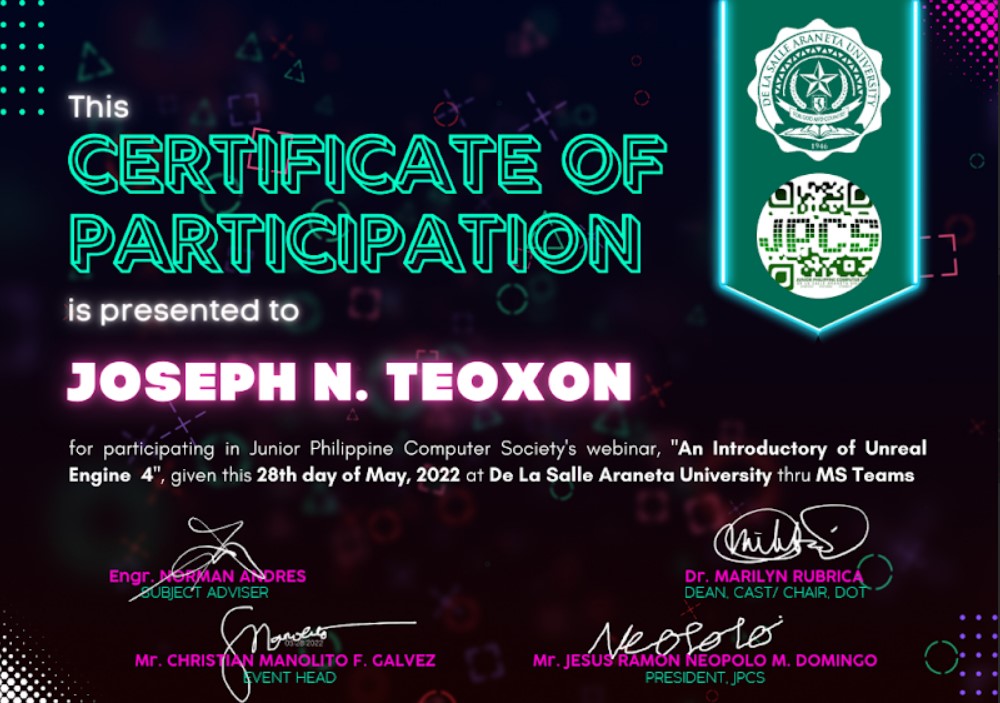 This
CERTIFICATE OF
PARTICIPATION
is presented to
JOSEPH N. TEOXON
for participating in Junior Philippine Computer Society's webinar, "An Introductory of Unreal
Engine 4", given this 28th day of May, 2022 at De La Salle Araneta University thru MS Teams
DE LA SALLE ARANETA UNIVERSITY
1946
JPCS
Engr. NORMAN ANDRES
SUBJECT ADVISER
Dr. MARILYN RUBRICA
DEAN, CAST/ CHAIR, DOT
Manolito
Mr. CHRISTIAN MANOLITO F. GALVEZ
EVENT HEAD
Neopolo
Mr. JESUS RAMON NEOPOLO M. DOMINGO
PRESIDENT, JPCS